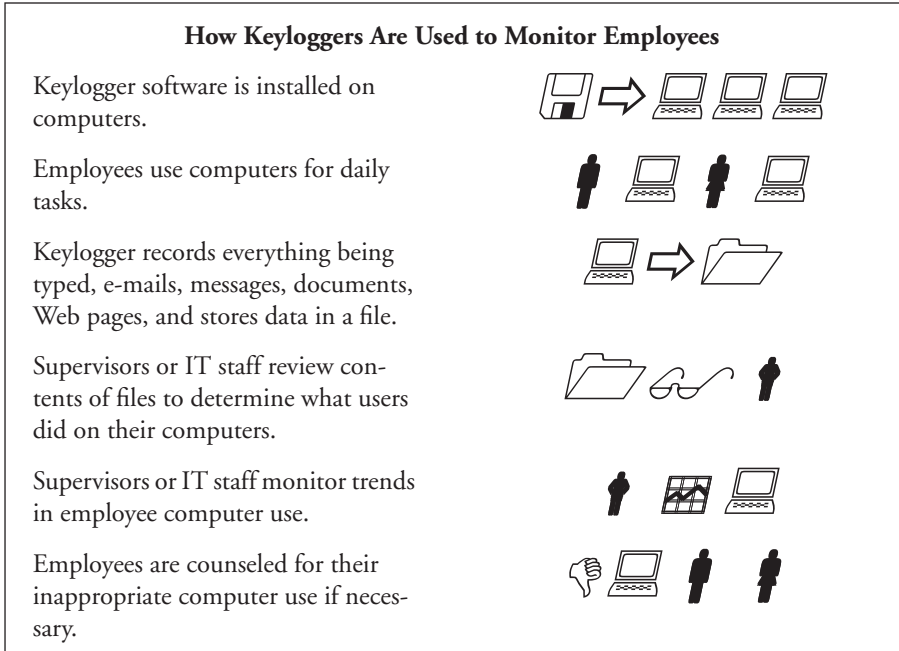 How Keyloggers Are Used to Monitor Employees
Keylogger software is installed on
computers.
Employees use computers for daily
tasks.
Keylogger records everything being
typed, e-mails, messages, documents,
Web pages, and stores data in a file.
Supervisors or IT staff review con-
tents of files to determine what users
did on their computers.
Supervisors or IT staff monitor trends
in employee computer use.
Employees are counseled for their
inappropriate computer use if neces-
sary.